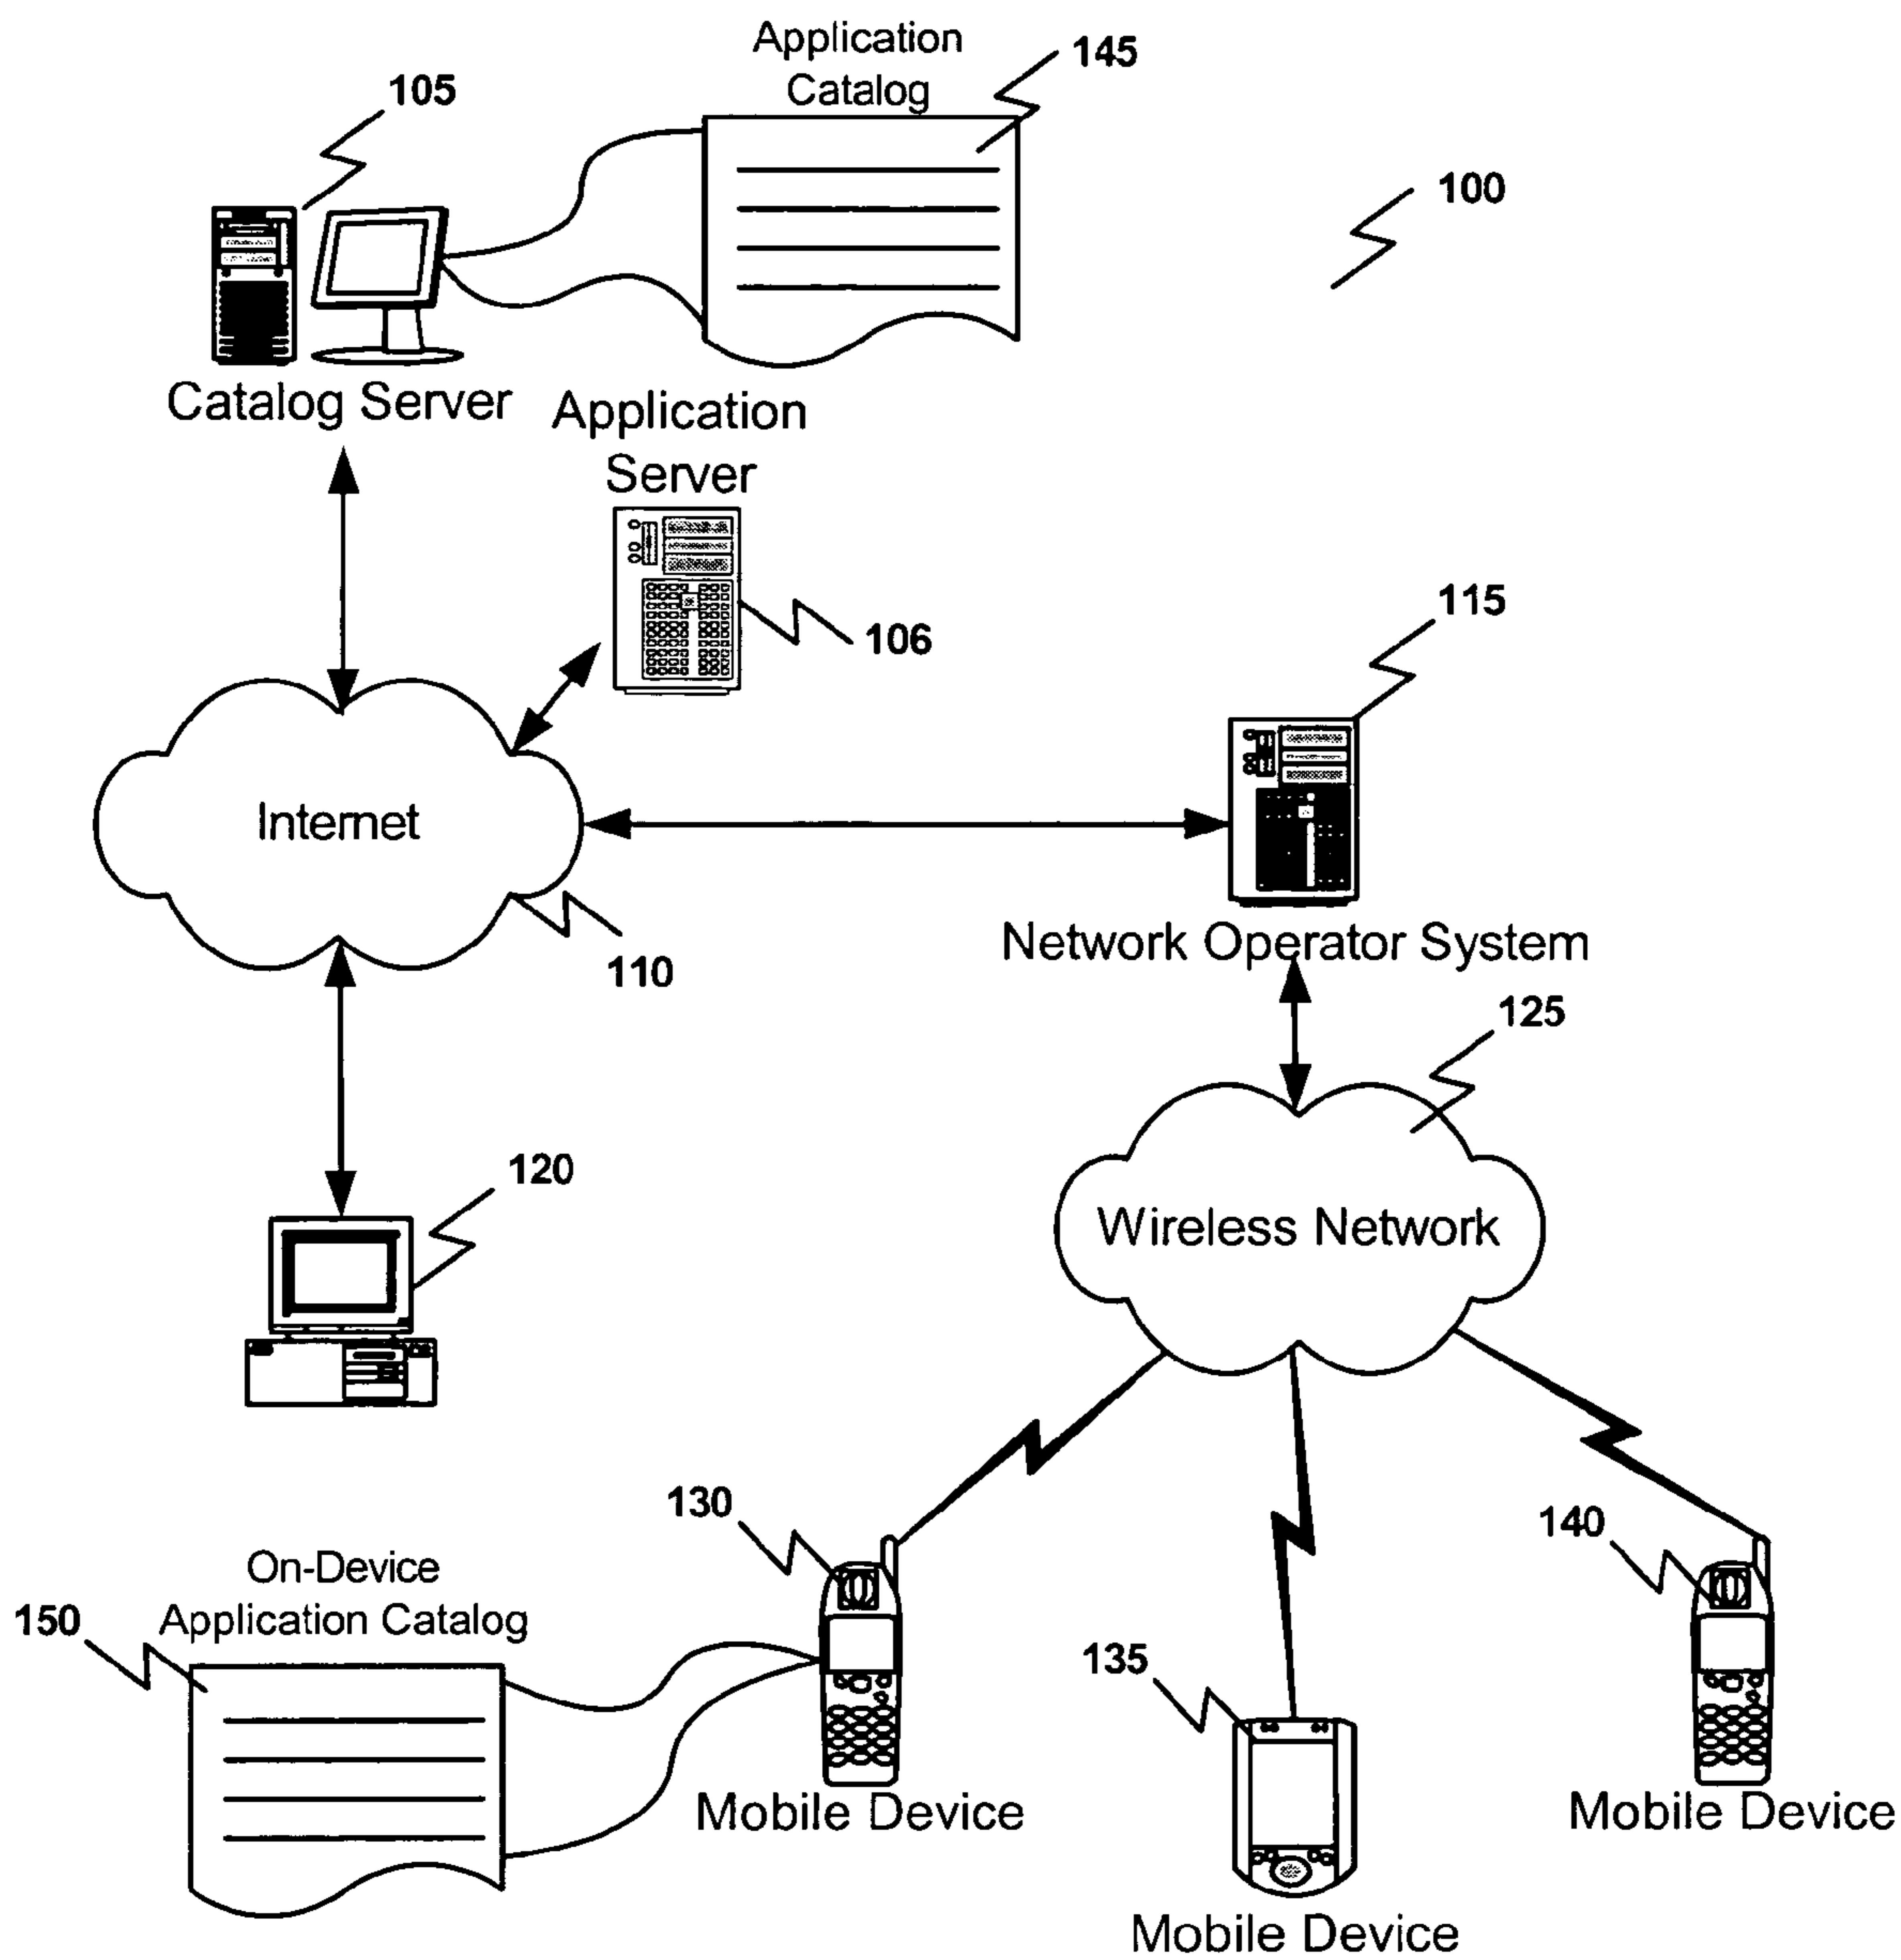 Application
Catalog
145
105
100
Catalog Server
Application
Server
106
115
Internet
110
Network Operator System
125
120
Wireless Network
130
140
On-Device
Application Catalog
150
135
Mobile Device
Mobile Device
Mobile Device